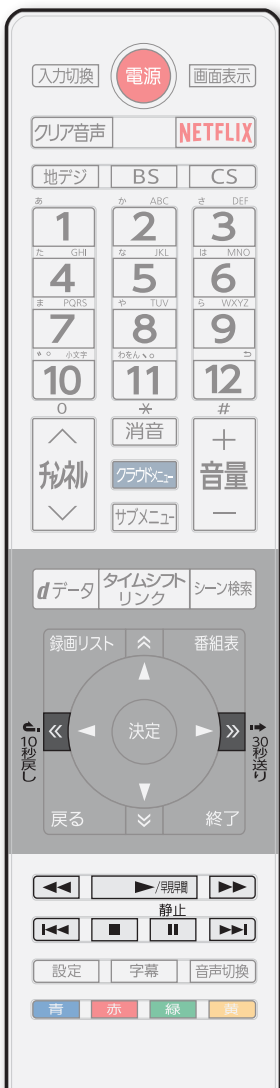 入力切換 電源 画面表示
クリア音声 NETFLIX
地デジ BS CS
あ か ABC さ DEF
1 2 3
た GHI な JKL は MNO
4 5 6
ま PQRS や TUV ら WXYZ
7 8 9
小文字 わをん、。
10 11 12
0 * #
チャンネル 消音 + 音量 -
クラウドメニュー
サブメニュー
dデータ タイムシフトリンク シーン検索
録画リスト 番組表
10秒戻し 決定 30秒送り
戻る 終了
/早見早聞
静止
設定 字幕 音声切換
青 赤 緑 黄